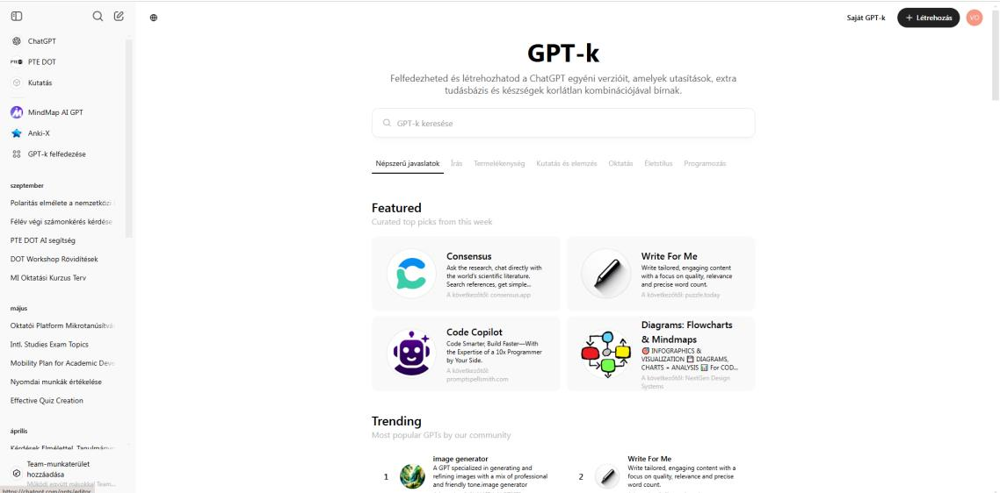 Saját GPT-k
+ Létrehozás
VO
ChatGPT
PTE DOT
Kutatás
MindMap AI GPT
Anki-X
GPT-k felfedezése
szeptember
Polaritás elmélete a nemzetközi
Félév végi számonkérés kérdése
PTE DOT AI segítség
DOT Workshop Rövidítések
MI Oktatási Kurzus Terv
május
Oktatói Platform Mikrotanúsítvá
Intl. Studies Exam Topics
Mobility Plan for Academic Deve
Nyomdai munkák értékelése
Effective Quiz Creation
április
Kérdések Elmélettel, Tanulmány
Team-munkaterület
hozzáadása
Működj együtt másokkal Team...
https://chatgpt.com/gpts/editor
GPT-k
Felfedezheted és létrehozhatod a ChatGPT egyéni verzióit, amelyek utasítások, extra
tudásbázis és készségek korlátlan kombinációjával bírnak.
GPT-k keresése
Népszerű javaslatok Írás Termelékenység Kutatás és elemzés Oktatás Életstílus Programozás
Featured
Curated top picks from this week
Consensus
Ask the research, chat directly with
the world's scientific literature.
Search references, get simple...
A következőtől: consensus.app
Write For Me
Write tailored, engaging content
with a focus on quality, relevance
and precise word count.
A következőtől: puzzle.today
Code Copilot
Code Smarter, Build Faster—With
the Expertise of a 10x Programmer
by Your Side.
A következőtől:
promptspellsmith.com
Diagrams: Flowcharts
& Mindmaps
🎯 INFOGRAPHICS &
VISUALIZATION 💾 DIAGRAMS,
CHARTS + ANALYSIS 📊 For COD...
A következőtől: NextGen Design
Systems
Trending
Most popular GPTs by our community
1
image generator
A GPT specialized in generating and
refining images with a mix of professional
and friendly tone.image generator
2
Write For Me
Write tailored, engaging content with a
focus on quality, relevance and precise
word count.